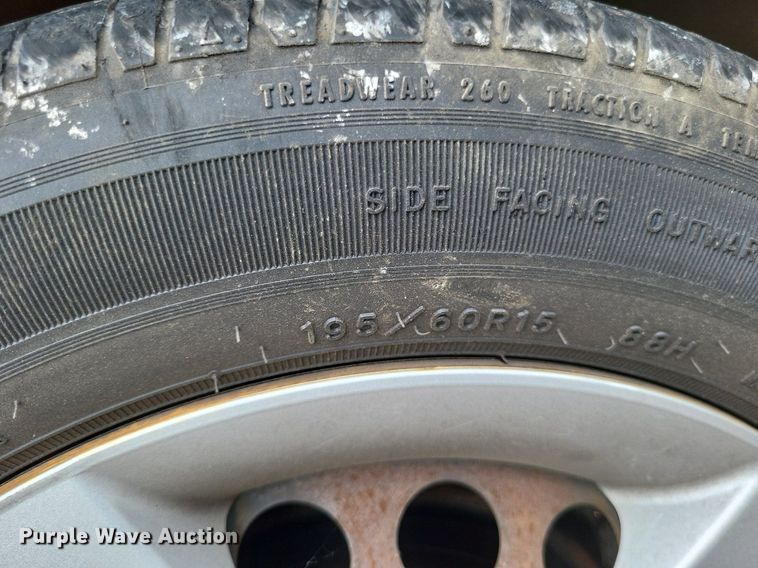 TREADWEAR 260 TRACTION A
SIDE FACING
195/60R15 88H
Purple Wave Auction